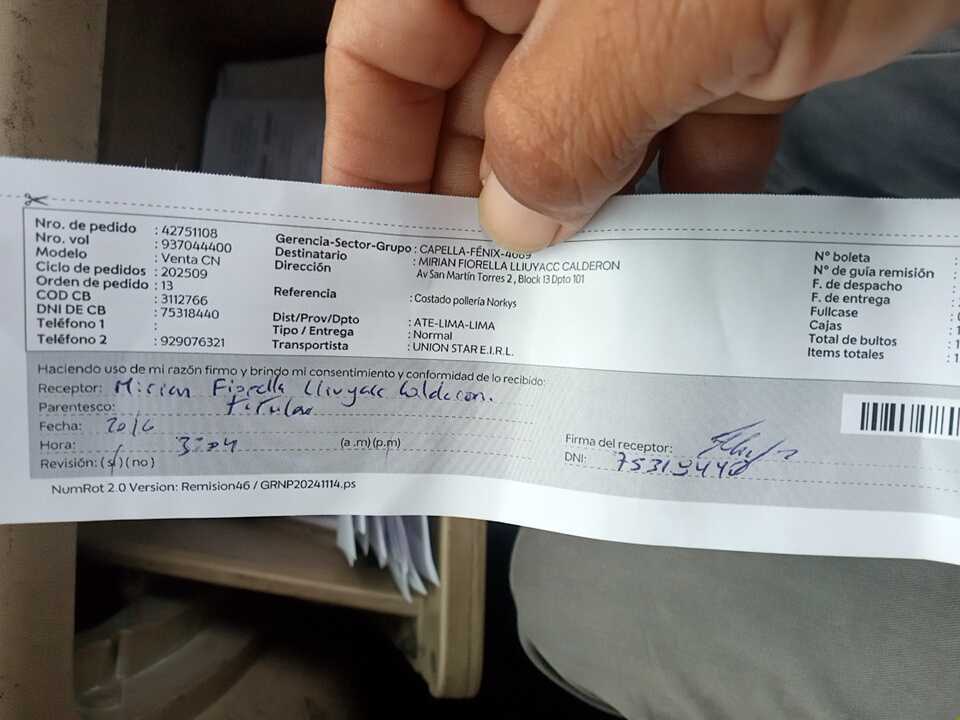 Nro. de pedido : 42751108
Nro. vol : 937044400
Modelo : Venta CN
Ciclo de pedidos : 202509
Orden de pedido : 13
COD CB : 3112766
DNI DE CB : 75318440
Teléfono 1 :
Teléfono 2 : 929076321
Gerencia-Sector-Grupo : CAPELLA-FÉNIX-4669
Destinatario : MIRIAN FIORELLA LLIUYACC CALDERON
Dirección Av San Martín Torres 2, Block 13 Dpto 101
Referencia : Costado pollería Norkys
Dist/Prov/Dpto : ATE-LIMA-LIMA
Tipo / Entrega : Normal
Transportista : UNION STAR E.I.R.L.
Nº boleta
Nº de guía remisión
F. de despacho
F. de entrega
Fullcase
Cajas
Total de bultos
Items totales
Haciendo uso de mi razón firmo y brindo mi consentimiento y conformidad de lo recibido:
Receptor: Mirian Fiorella Lliuyacc Calderon.
Parentesco: titular
Fecha: 20/6
Hora: 3:04 (a.m)(p.m)
Revisión: (si)(no)
Firma del receptor:
DNI: 75318440
NumRot 2.0 Version: Remision46 / GRNP20241114.ps